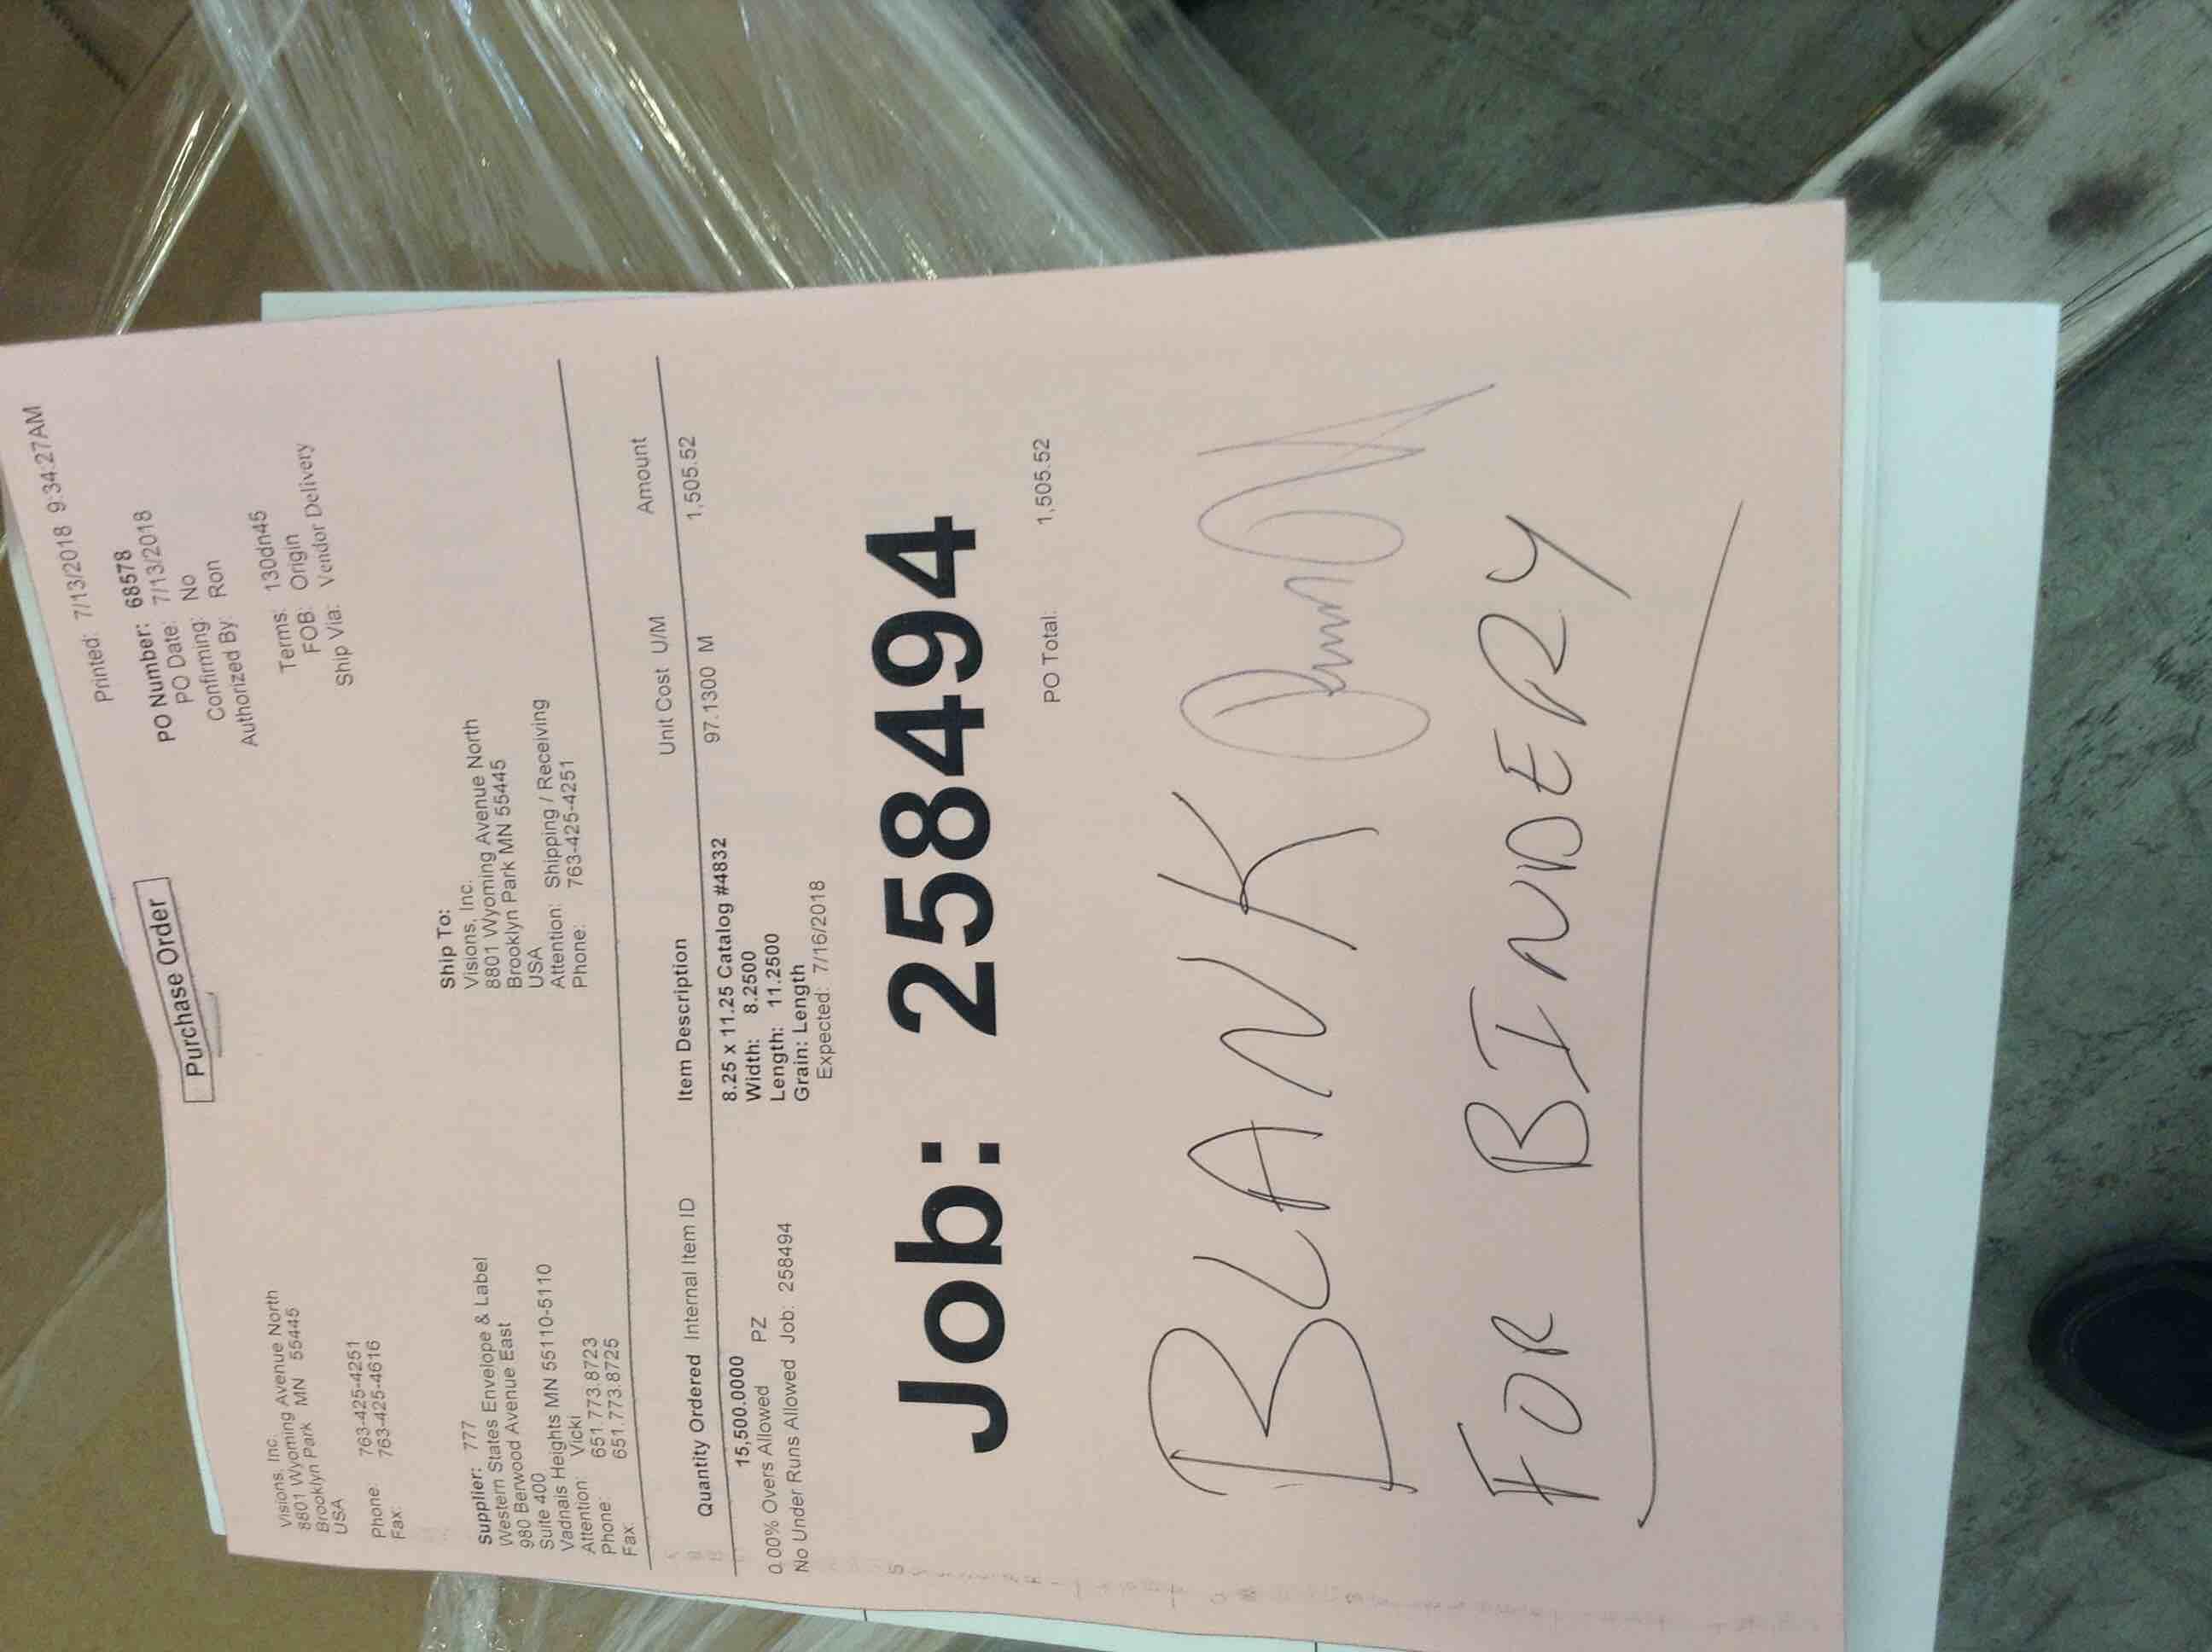 Printed: 7/13/2018 9:34:27AM
Purchase Order
PO Number: 68578
PO Date: 7/13/2018
Confirming: No
Authorized By: Ron
Terms: 130dn45
FOB: Origin
Ship Via: Vendor Delivery
Visions, Inc.
8801 Wyoming Avenue North
Brooklyn Park MN 55445
USA
Phone: 763-425-4251
Fax: 763-425-4616
Supplier: 777
Western States Envelope & Label
980 Berwood Avenue East
Suite 400
Vadnais Heights MN 55110-5110
Attention: Vicki
Phone: 651.773.8723
Fax: 651.773.8725
Ship To:
Visions, Inc.
8801 Wyoming Avenue North
Brooklyn Park MN 55445
USA
Attention: Shipping / Receiving
Phone: 763-425-4251
Quantity Ordered Internal Item ID Item Description Unit Cost U/M Amount
15,500.0000 8.25 x 11.25 Catalog #4832 97.1300 M 1,505.52
PZ Width: 8.2500
0.00% Overs Allowed Length: 11.2500
No Under Runs Allowed Job: 258494 Grain: Length
Expected: 7/16/2018
Job: 258494
PO Total: 1,505.52
BLANK
FOR BINDERY